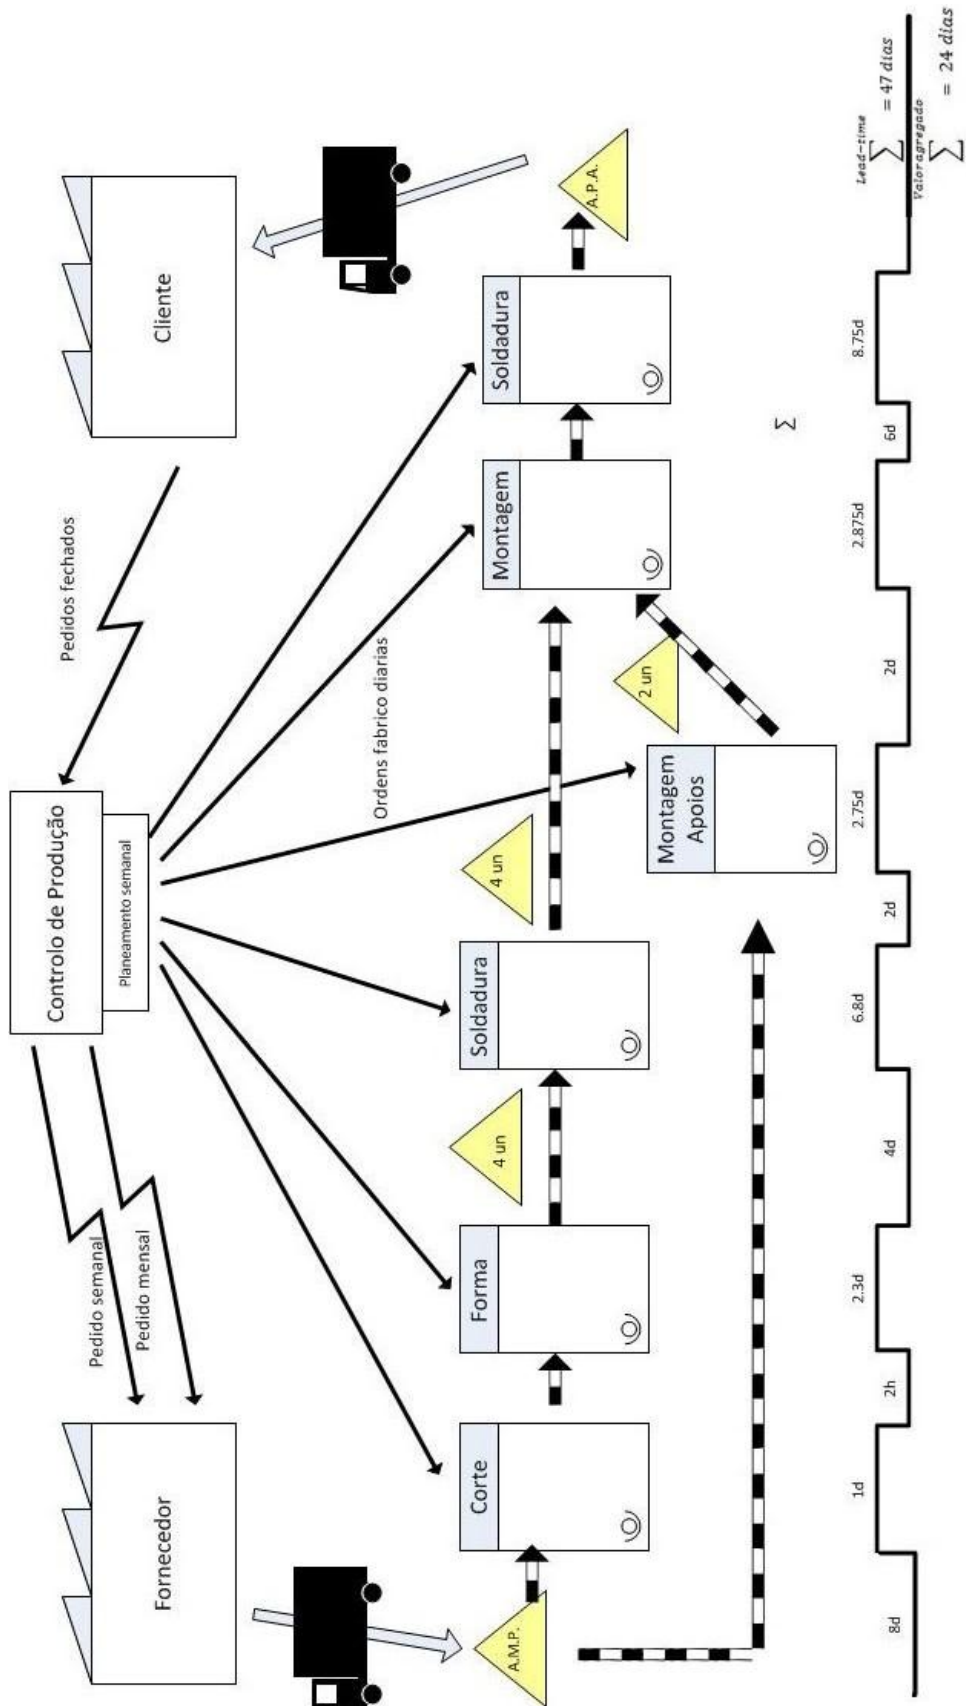 Fornecedor
Pedido semanal
Pedido mensal
Controlo de Produção
Planeamento semanal
Pedidos fechados
Cliente
Ordens fabrico diarias
A.M.P.
Corte
Forma
4 un
Soldadura
4 un
Montagem
Apoios
2 un
Montagem
Soldadura
A.P.A.
Σ
8d
1d
2h
2.3d
4d
6.8d
2d
2.75d
2d
2.875d
6d
8.75d
Lead-time
∑ = 47 dias
Valor agregado
∑ = 24 dias